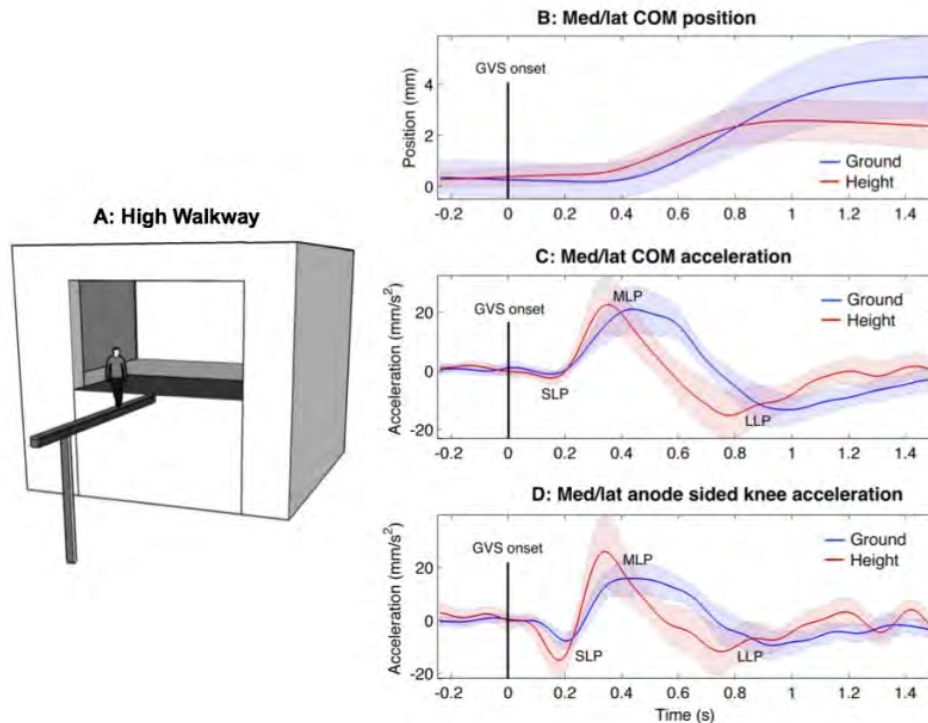 A: High Walkway
B: Med/lat COM position
GVS onset
Position (mm)
4
2
0
Ground
Height
-0.2 0 0.2 0.4 0.6 0.8 1 1.2 1.4
C: Med/lat COM acceleration
GVS onset
MLP
SLP
LLP
Acceleration (mm/s²)
20
0
-20
Ground
Height
-0.2 0 0.2 0.4 0.6 0.8 1 1.2 1.4
D: Med/lat anode sided knee acceleration
GVS onset
MLP
SLP
LLP
Acceleration (mm/s²)
20
0
-20
Ground
Height
-0.2 0 0.2 0.4 0.6 0.8 1 1.2 1.4
Time (s)